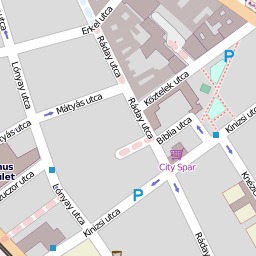 Erkel utca
Ráday utca
Lónyay utca
Köztelek utca
P
Mátyás utca
Ráday utca
Biblia utca
Kinizsi
City Spar
Lónyay utca
P
Kinizsi utca
Ráday